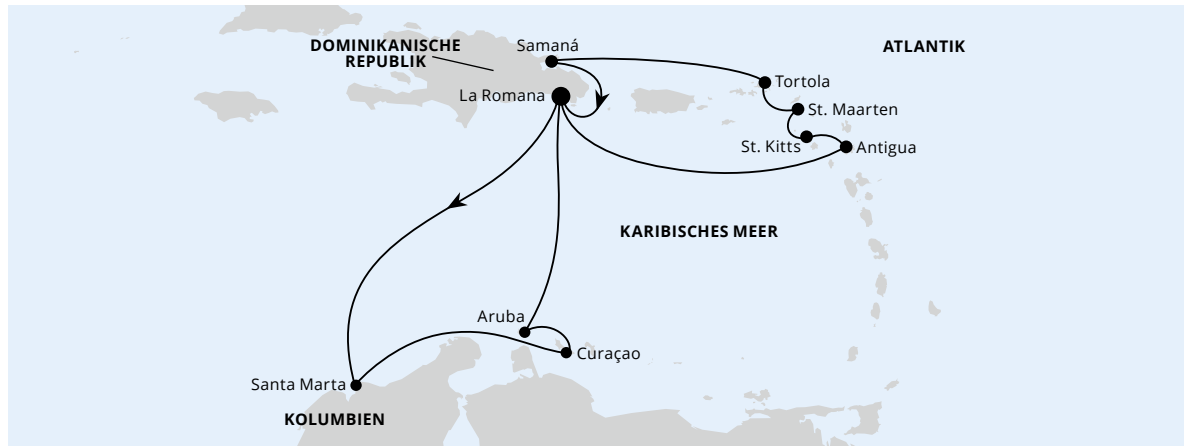 DOMINIKANISCHE
REPUBLIK
Samaná
ATLANTIK
La Romana
Tortola
St. Maarten
St. Kitts
Antigua
KARIBISCHES MEER
Aruba
Curaçao
Santa Marta
KOLUMBIEN